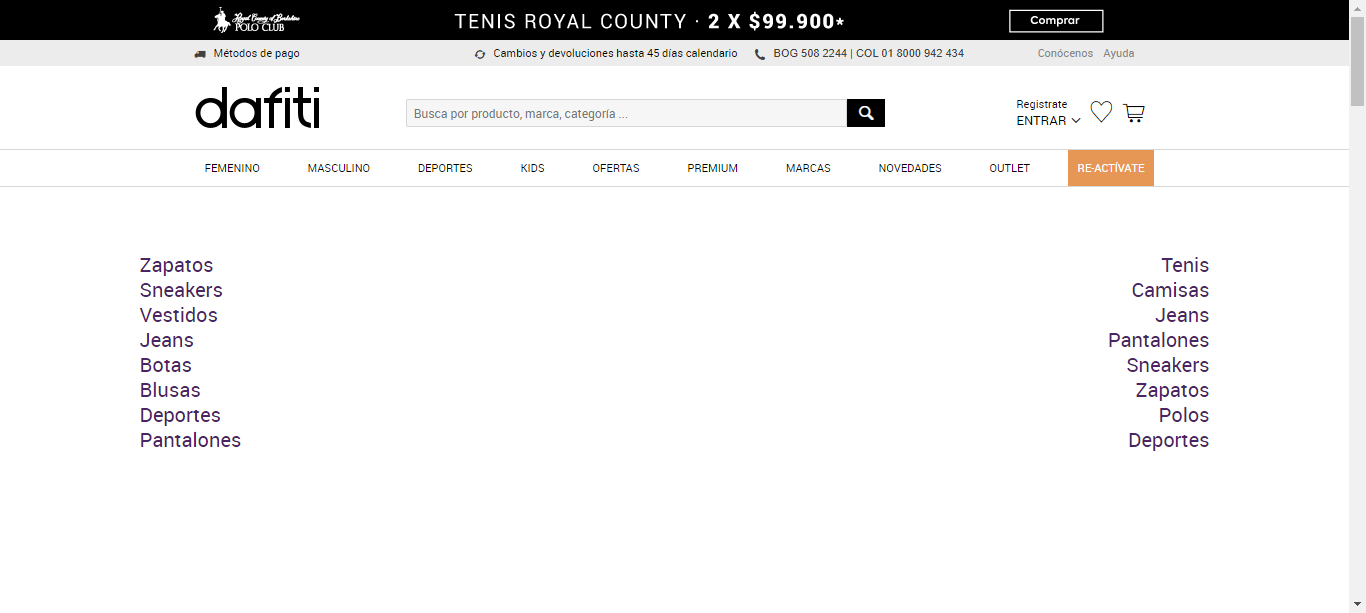 Royal County of Berkshire
POLO CLUB
TENIS ROYAL COUNTY · 2 X $99.900*
Comprar
Métodos de pago
Cambios y devoluciones hasta 45 días calendario
BOG 508 2244 | COL 01 8000 942 434
Conócenos Ayuda
dafiti
Busca por producto, marca, categoría ...
Registrate
ENTRAR
FEMENINO MASCULINO DEPORTES KIDS OFERTAS PREMIUM MARCAS NOVEDADES OUTLET RE-ACTÍVATE
Zapatos
Sneakers
Vestidos
Jeans
Botas
Blusas
Deportes
Pantalones
Tenis
Camisas
Jeans
Pantalones
Sneakers
Zapatos
Polos
Deportes